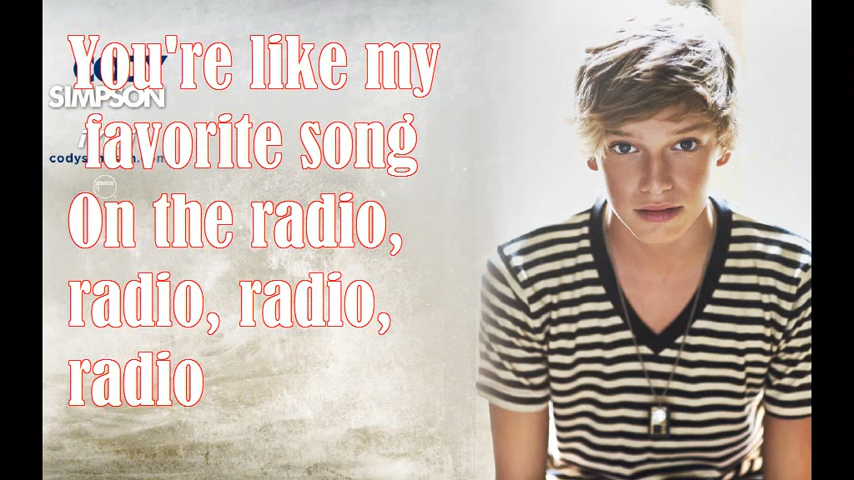 You're like my
SIMPSON
favorite song
On the radio,
radio, radio,
radio